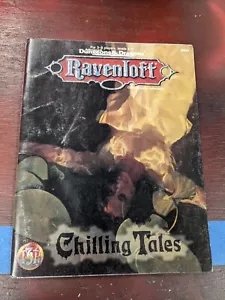 Dungeons & Dragons
Ravenloft
Chilling Tales